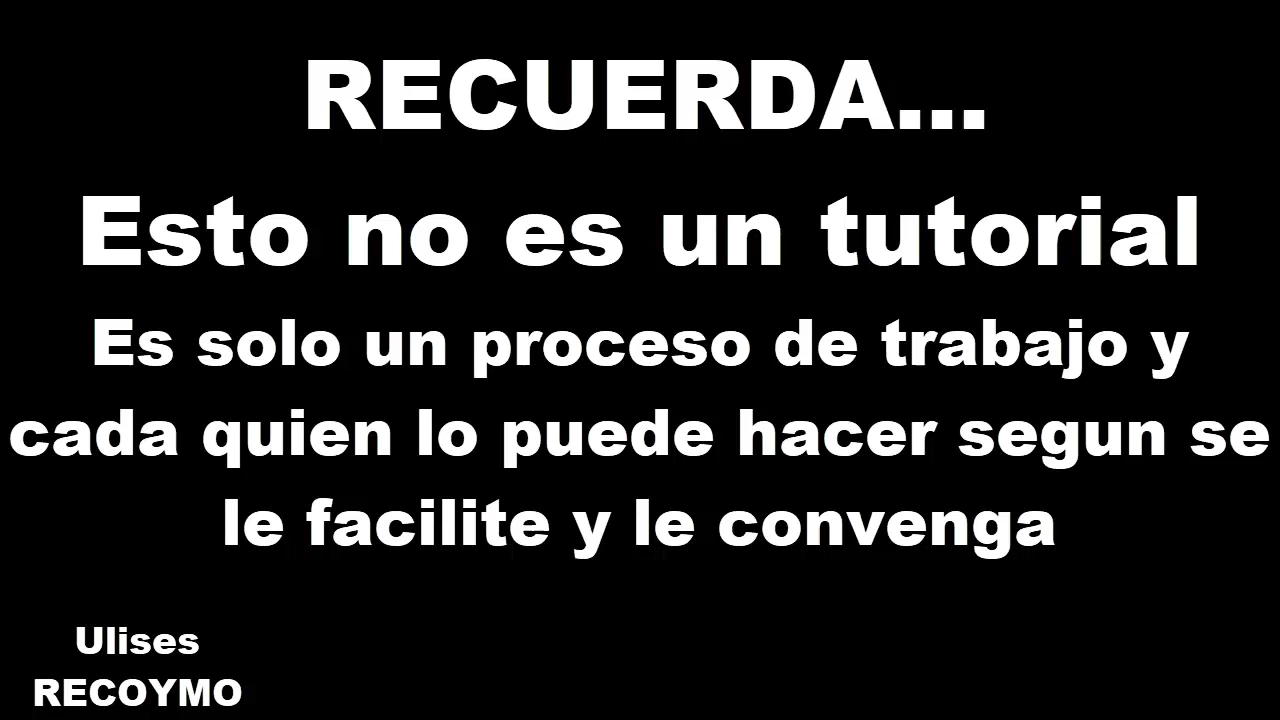 RECUERDA...
Esto no es un tutorial
Es solo un proceso de trabajo y
cada quien lo puede hacer segun se
le facilite y le convenga
Ulises
RECOYMO